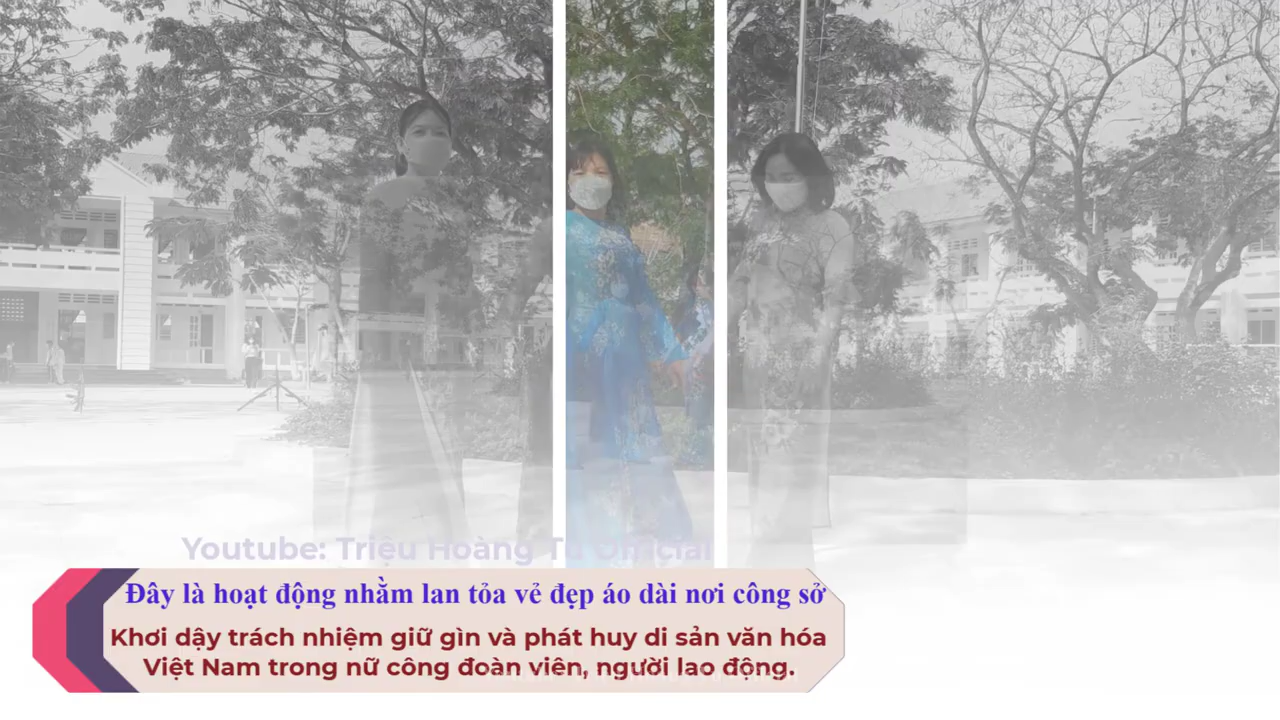 Youtube: Triệu Hoàng Tú Official
Đây là hoạt động nhằm lan tỏa vẻ đẹp áo dài nơi công sở
Khơi dậy trách nhiệm giữ gìn và phát huy di sản văn hóa
Việt Nam trong nữ công đoàn viên, người lao động.